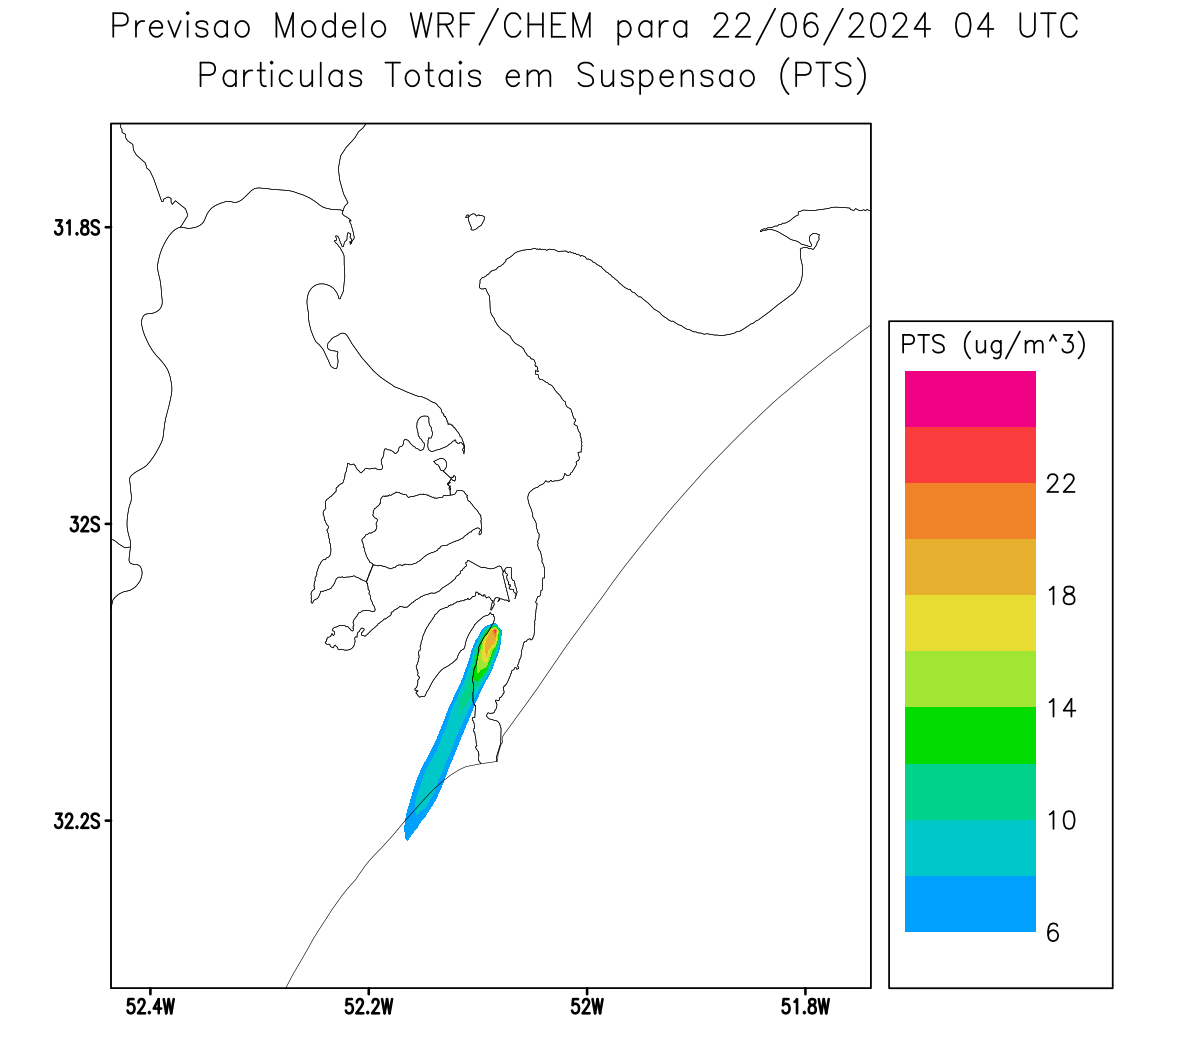 Previsao Modelo WRF/CHEM para 22/06/2024 04 UTC
Particulas Totais em Suspensao (PTS)
31.8S
32S
32.2S
52.4W
52.2W
52W
51.8W
PTS (ug/m^3)
22
18
14
10
6